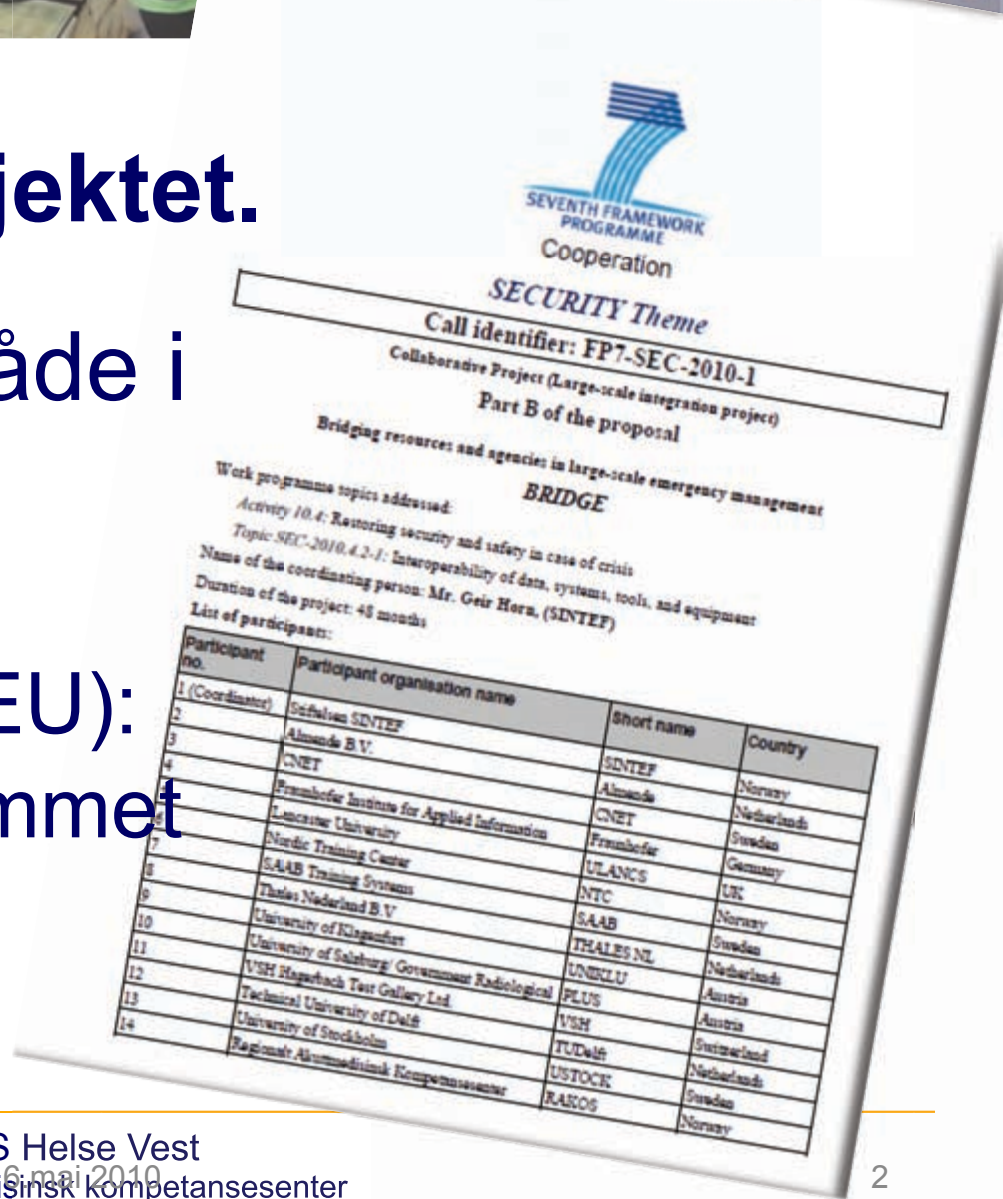 jektet.
åde i
EU):
mmet
SEVENTH FRAMEWORK
PROGRAMME
Cooperation
SECURITY Theme
Call identifier: FP7-SEC-2010-1
Collaborative Project (Large-scale integration project)
Part B of the proposal
Bridging resources and agencies in large-scale emergency management
BRIDGE
Work programme topics addressed:
Activity 10.4: Restoring security and safety in case of crisis
Topic SEC-2010.4.2-1: Interoperability of data, systems, tools, and equipment
Name of the coordinating person: Mr. Geir Horn, (SINTEF)
Duration of the project: 48 months
List of participants:
Participant no. Participant organisation name Short name Country
1 (Coordinator) Stiftelsen SINTEF SINTEF Norway
2 Almende B.V. Almende Netherlands
3 CNET CNET Sweden
4 Fraunhofer Institute for Applied Information Fraunhofer Germany
Lancaster University ULANCS UK
6 Nordic Training Center NTC Norway
7 SAAB Training Systems SAAB Sweden
8 Thales Nederland B.V THALES NL Netherlands
9 University of Klagenfurt UNIKLU Austria
10 University of Salzburg/ Government Radiological PLUS Austria
11 VSH Hagerbach Test Gallery Ltd. VSH Switzerland
12 Technical University of Delft TUDelft Netherlands
13 University of Stockholm USTOCK Sweden
14 Regionalt Akuttmedisinsk Kompetansesenter RAKOS Norway
S Helse Vest
6.mai 2010
isinsk kompetansesenter
2